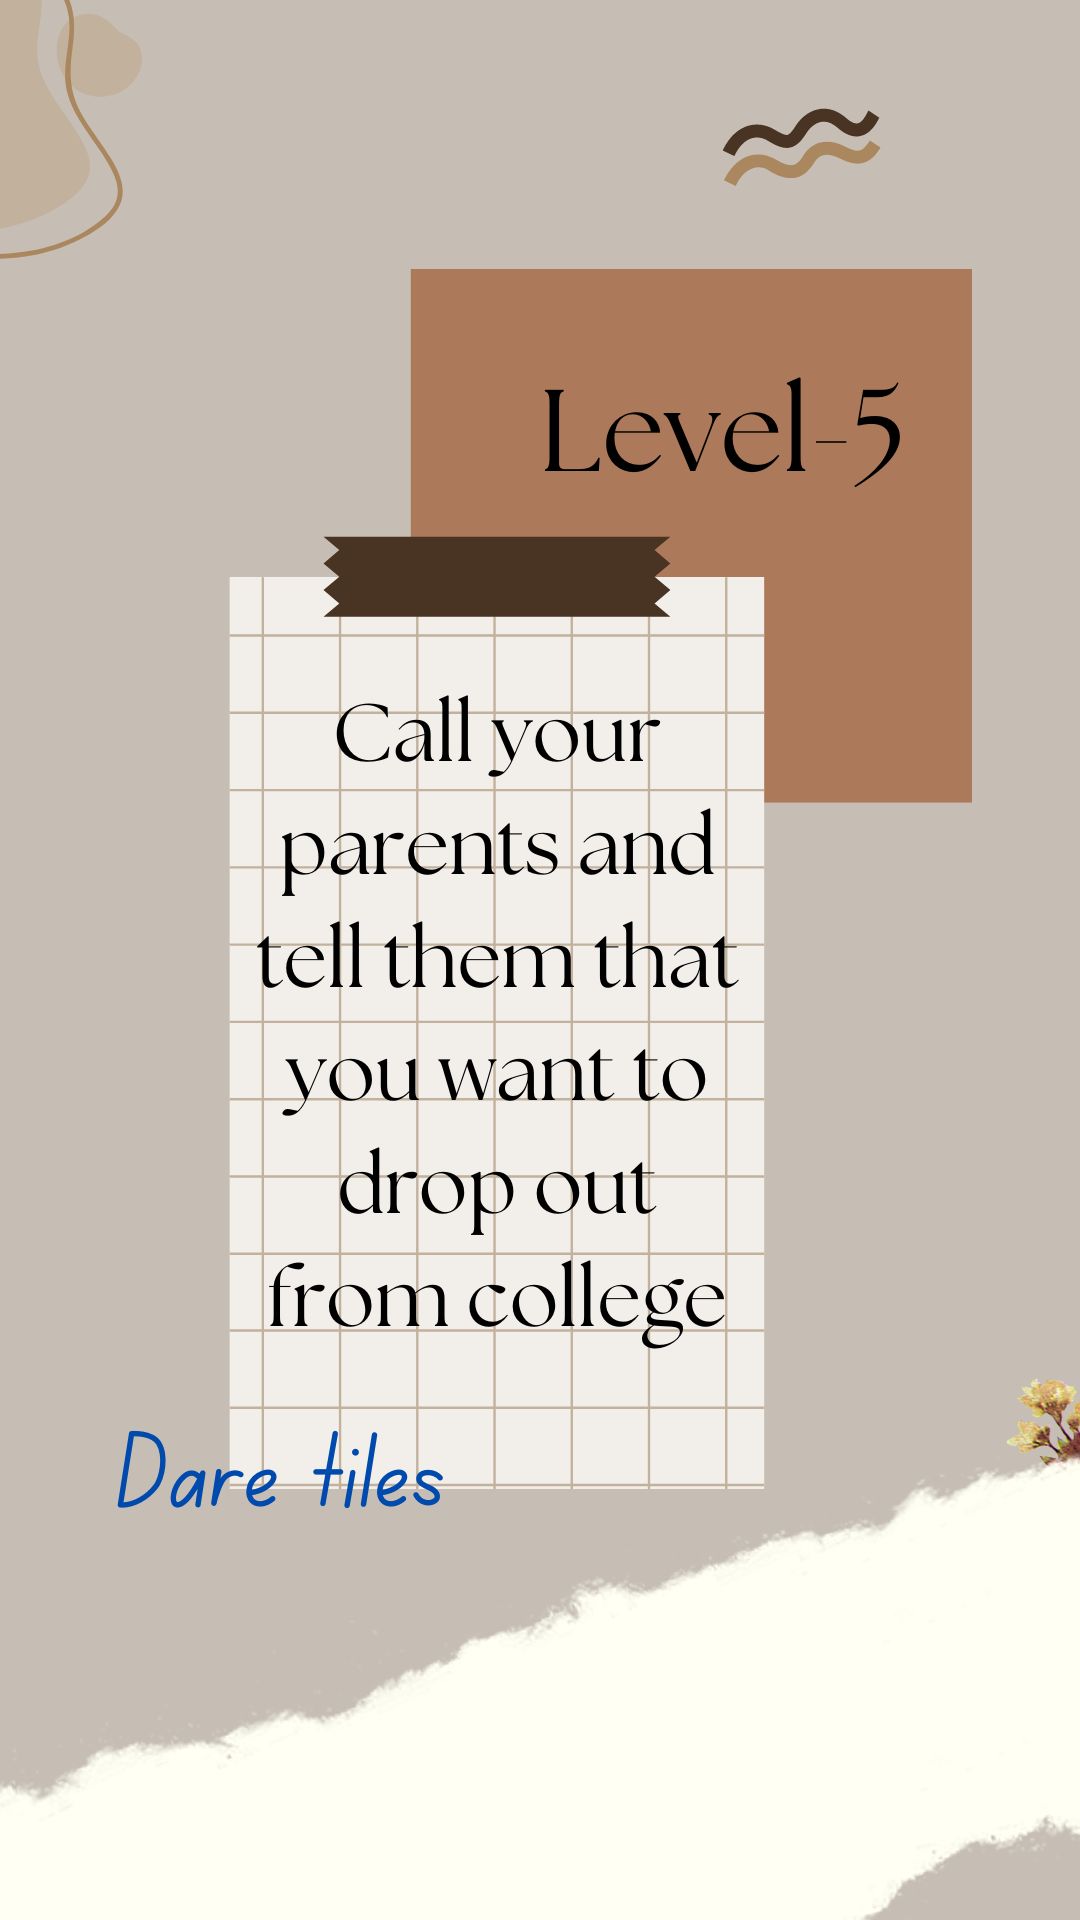 Level-5
Call your
parents and
tell them that
you want to
drop out
from college
Dare tiles